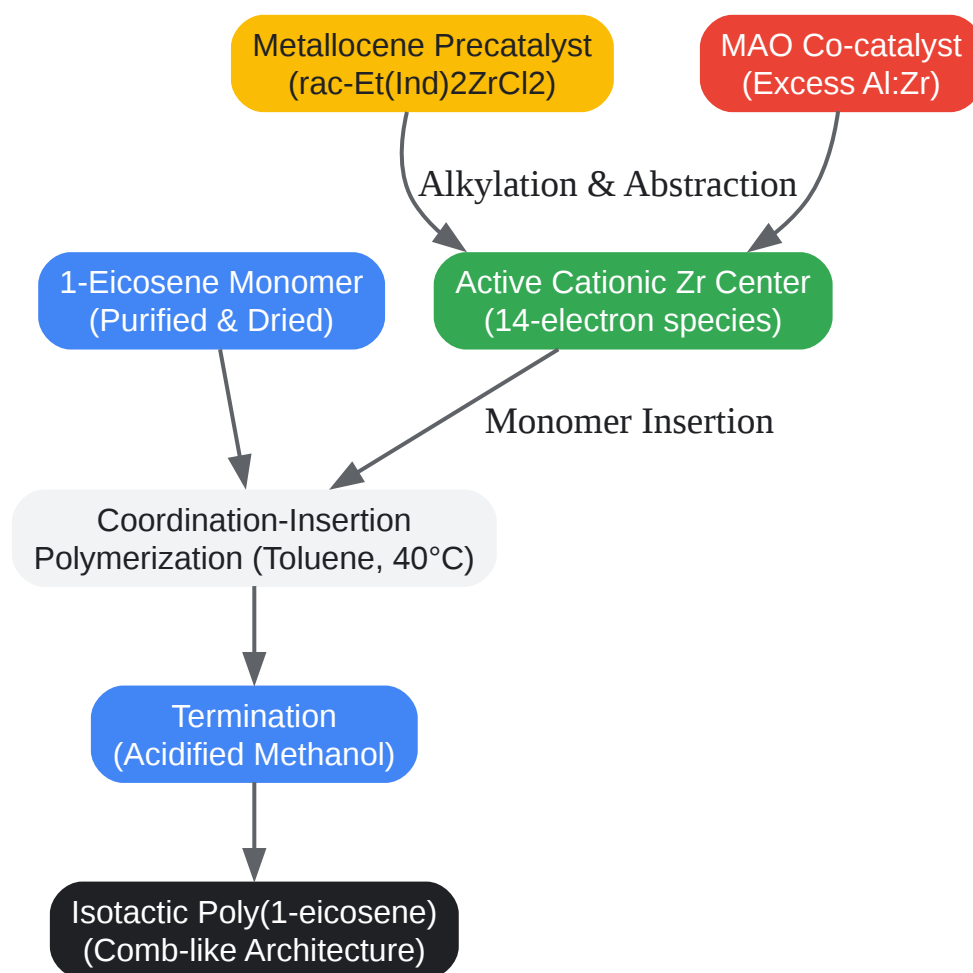 Metallocene Precatalyst
(rac-Et(Ind)2ZrCl2)
MAO Co-catalyst
(Excess Al:Zr)
Alkylation & Abstraction
1-Eicosene Monomer
(Purified & Dried)
Active Cationic Zr Center
(14-electron species)
Monomer Insertion
Coordination-Insertion
Polymerization (Toluene, 40°C)
Termination
(Acidified Methanol)
Isotactic Poly(1-eicosene)
(Comb-like Architecture)